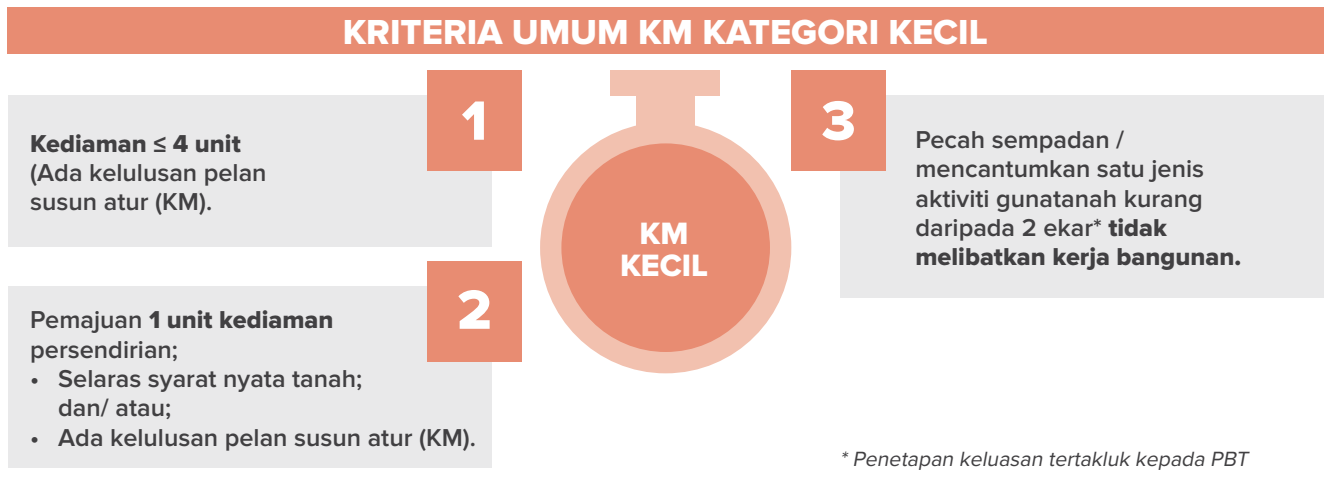 KRITERIA UMUM KM KATEGORI KECIL
1
Kediaman ≤ 4 unit
(Ada kelulusan pelan
susun atur (KM).
2
Pemajuan 1 unit kediaman
persendirian;
• Selaras syarat nyata tanah;
dan/ atau;
• Ada kelulusan pelan susun atur (KM).
KM
KECIL
3
Pecah sempadan /
mencantumkan satu jenis
aktiviti gunatanah kurang
daripada 2 ekar* tidak
melibatkan kerja bangunan.
* Penetapan keluasan tertakluk kepada PBT